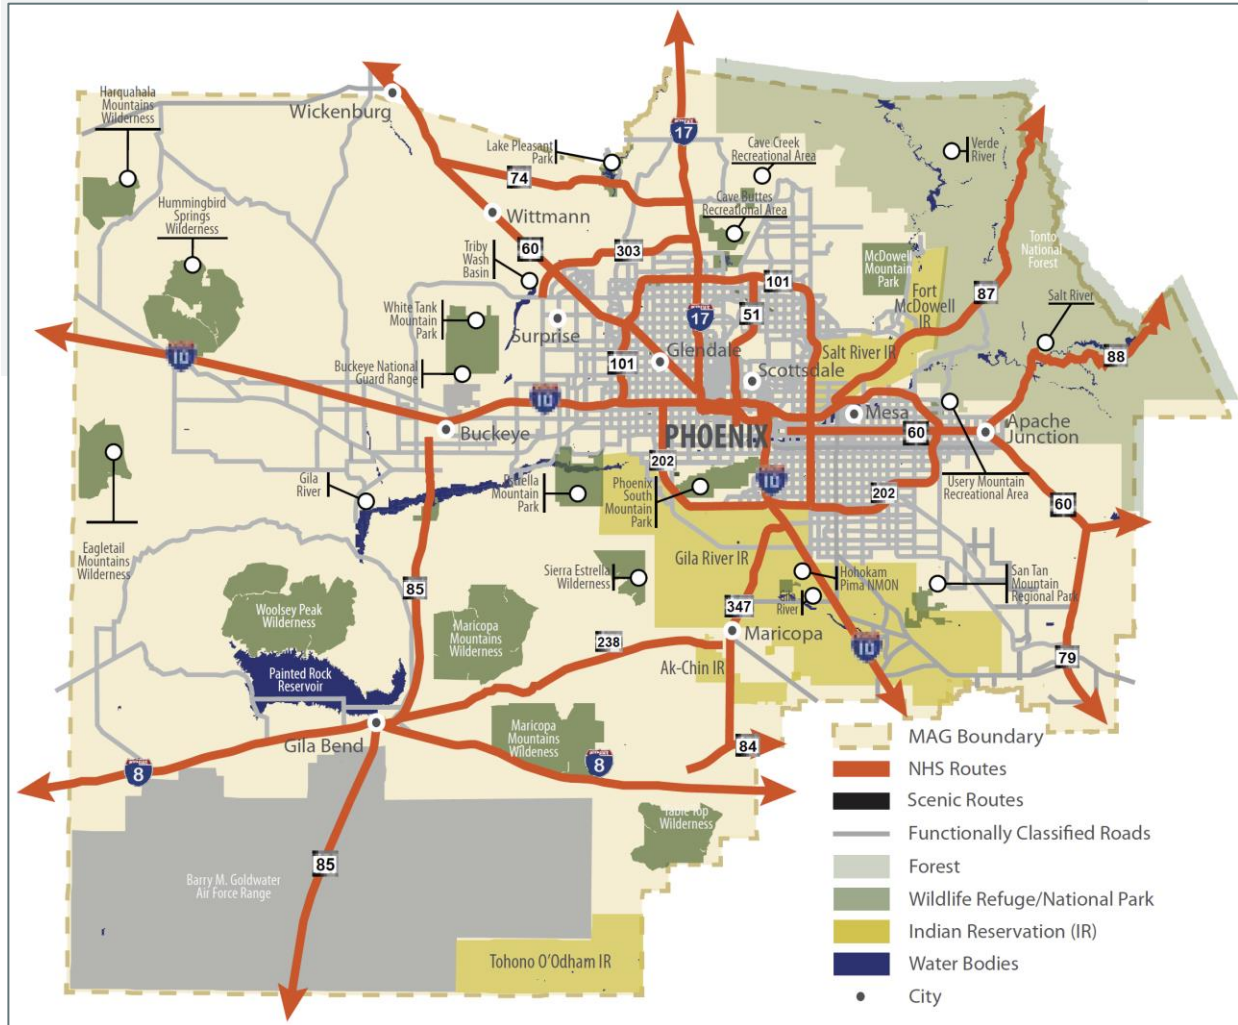 Harquahala
Mountains
Wilderness
Wickenburg
17
Lake Pleasant
Park
Cave Creek
Recreational Area
Verde
River
74
Hummingbird
Springs
Wilderness
Wittmann
Cave Buttes
Recreational Area
60
303
Triby
Wash
Basin
McDowell
Mountain
Park
Tonto
National
Forest
101
Fort
McDowell
IR
87
Salt River
White Tank
Mountain
Park
Surprise
17
51
10
Glendale
Salt River IR
88
101
Buckeye National
Guard Range
Scottsdale
10
Mesa
Apache
Junction
Buckeye
PHOENIX
60
202
Gila
River
Estrella
Mountain
Park
Phoenix
South
Mountain
Park
10
202
Usery Mountain
Recreational Area
60
Eagletail
Mountains
Wilderness
Gila River IR
Sierra Estrella
Wilderness
Hohokam
Pima NMON
San Tan
Mountain
Regional Park
85
Woolsey Peak
Wilderness
Maricopa
Mountains
Wilderness
347
River
Maricopa
238
10
79
Ak-Chin IR
Painted Rock
Reservoir
Gila Bend
Maricopa
Mountains
Wildeness
84
8
8
Table Top
Wilderness
85
Barry M. Goldwater
Air Force Range
Tohono O'Odham IR
MAG Boundary
NHS Routes
Scenic Routes
Functionally Classified Roads
Forest
Wildlife Refuge/National Park
Indian Reservation (IR)
Water Bodies
City